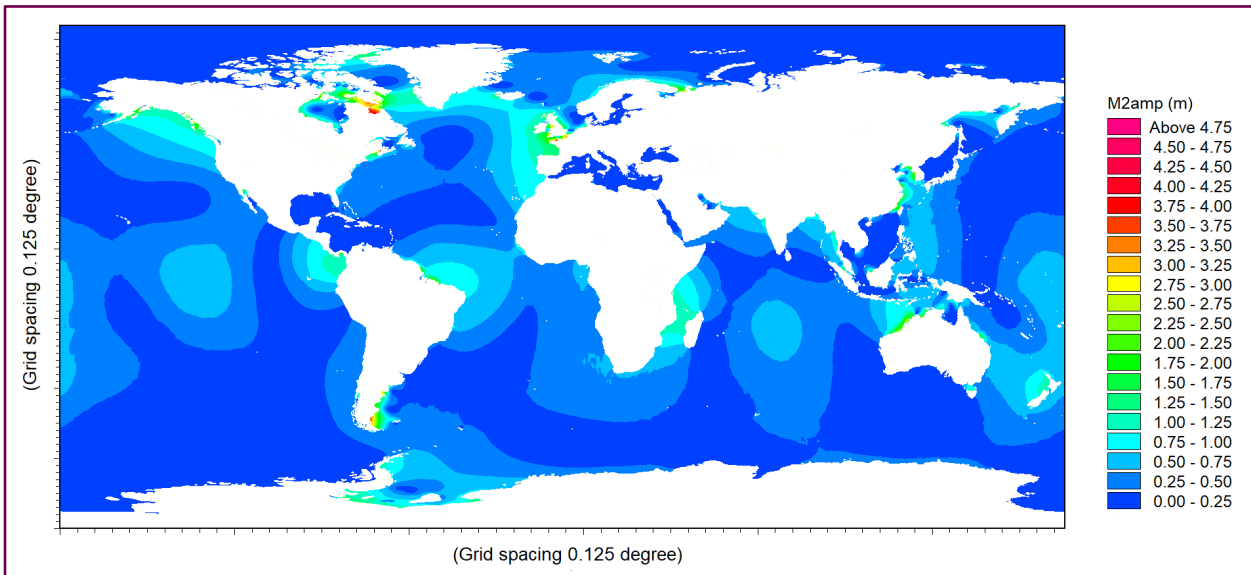 M2amp (m)
Above 4.75
4.50 - 4.75
4.25 - 4.50
4.00 - 4.25
3.75 - 4.00
3.50 - 3.75
3.25 - 3.50
3.00 - 3.25
2.75 - 3.00
2.50 - 2.75
2.25 - 2.50
2.00 - 2.25
1.75 - 2.00
1.50 - 1.75
1.25 - 1.50
1.00 - 1.25
0.75 - 1.00
0.50 - 0.75
0.25 - 0.50
0.00 - 0.25
(Grid spacing 0.125 degree)
(Grid spacing 0.125 degree)